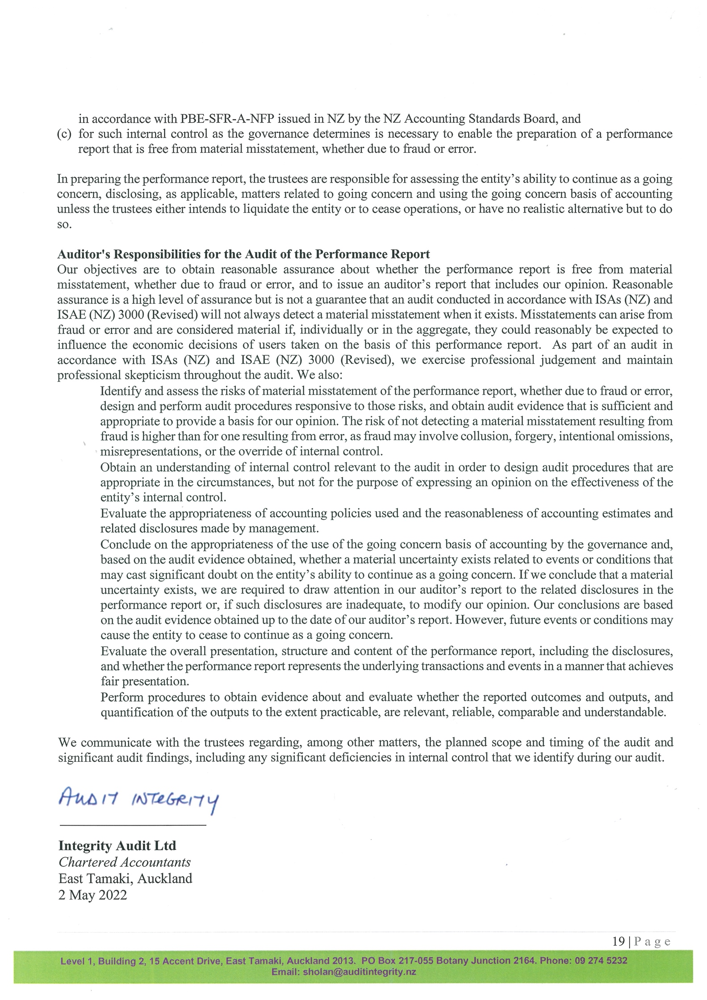 in accordance with PBE-SFR-A-NFP issued in NZ by the NZ Accounting Standards Board, and
(c) for such internal control as the governance determines is necessary to enable the preparation of a performance
report that is free from material misstatement, whether due to fraud or error.
In preparing the performance report, the trustees are responsible for assessing the entity's ability to continue as a going
concern, disclosing, as applicable, matters related to going concern and using the going concern basis of accounting
unless the trustees either intends to liquidate the entity or to cease operations, or have no realistic alternative but to do
so.
Auditor's Responsibilities for the Audit of the Performance Report
Our objectives are to obtain reasonable assurance about whether the performance report is free from material
misstatement, whether due to fraud or error, and to issue an auditor's report that includes our opinion. Reasonable
assurance is a high level of assurance but is not a guarantee that an audit conducted in accordance with ISAs (NZ) and
ISAE (NZ) 3000 (Revised) will not always detect a material misstatement when it exists. Misstatements can arise from
fraud or error and are considered material if, individually or in the aggregate, they could reasonably be expected to
influence the economic decisions of users taken on the basis of this performance report. As part of an audit in
accordance with ISAs (NZ) and ISAE (NZ) 3000 (Revised), we exercise professional judgement and maintain
professional skepticism throughout the audit. We also:
Identify and assess the risks of material misstatement of the performance report, whether due to fraud or error,
design and perform audit procedures responsive to those risks, and obtain audit evidence that is sufficient and
appropriate to provide a basis for our opinion. The risk of not detecting a material misstatement resulting from
fraud is higher than for one resulting from error, as fraud may involve collusion, forgery, intentional omissions,
misrepresentations, or the override of internal control.
Obtain an understanding of internal control relevant to the audit in order to design audit procedures that are
appropriate in the circumstances, but not for the purpose of expressing an opinion on the effectiveness of the
entity's internal control.
Evaluate the appropriateness of accounting policies used and the reasonableness of accounting estimates and
related disclosures made by management.
Conclude on the appropriateness of the use of the going concern basis of accounting by the governance and,
based on the audit evidence obtained, whether a material uncertainty exists related to events or conditions that
may cast significant doubt on the entity's ability to continue as a going concern. If we conclude that a material
uncertainty exists, we are required to draw attention in our auditor's report to the related disclosures in the
performance report or, if such disclosures are inadequate, to modify our opinion. Our conclusions are based
on the audit evidence obtained up to the date of our auditor's report. However, future events or conditions may
cause the entity to cease to continue as a going concern.
Evaluate the overall presentation, structure and content of the performance report, including the disclosures,
and whether the performance report represents the underlying transactions and events in a manner that achieves
fair presentation.
Perform procedures to obtain evidence about and evaluate whether the reported outcomes and outputs, and
quantification of the outputs to the extent practicable, are relevant, reliable, comparable and understandable.
We communicate with the trustees regarding, among other matters, the planned scope and timing of the audit and
significant audit findings, including any significant deficiencies in internal control that we identify during our audit.
AUDIT INTEGRITY
Integrity Audit Ltd
Chartered Accountants
East Tamaki, Auckland
2 May 2022
19 | Page
Level 1, Building 2, 15 Accent Drive, East Tamaki, Auckland 2013. PO Box 217-055 Botany Junction 2164. Phone: 09 274 5232
Email: sholan@auditintegrity.nz